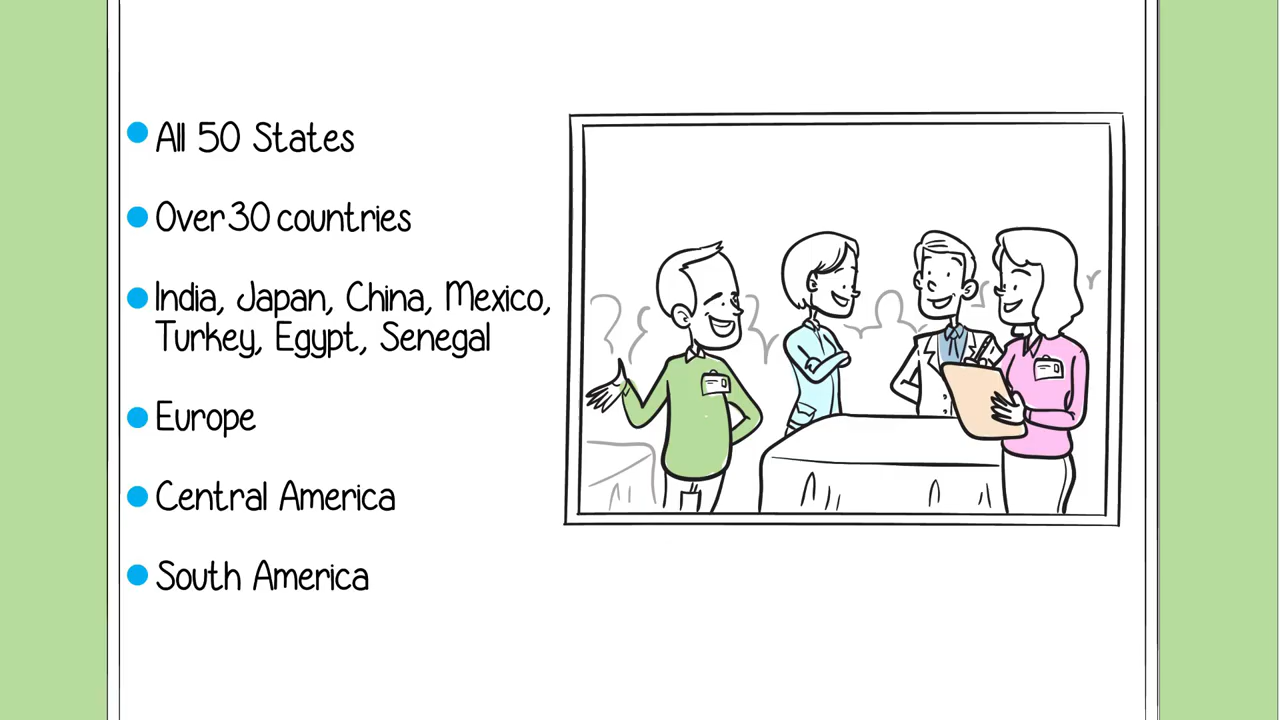 All 50 States
Over 30 countries
India, Japan, China, Mexico,
Turkey, Egypt, Senegal
Europe
Central America
South America